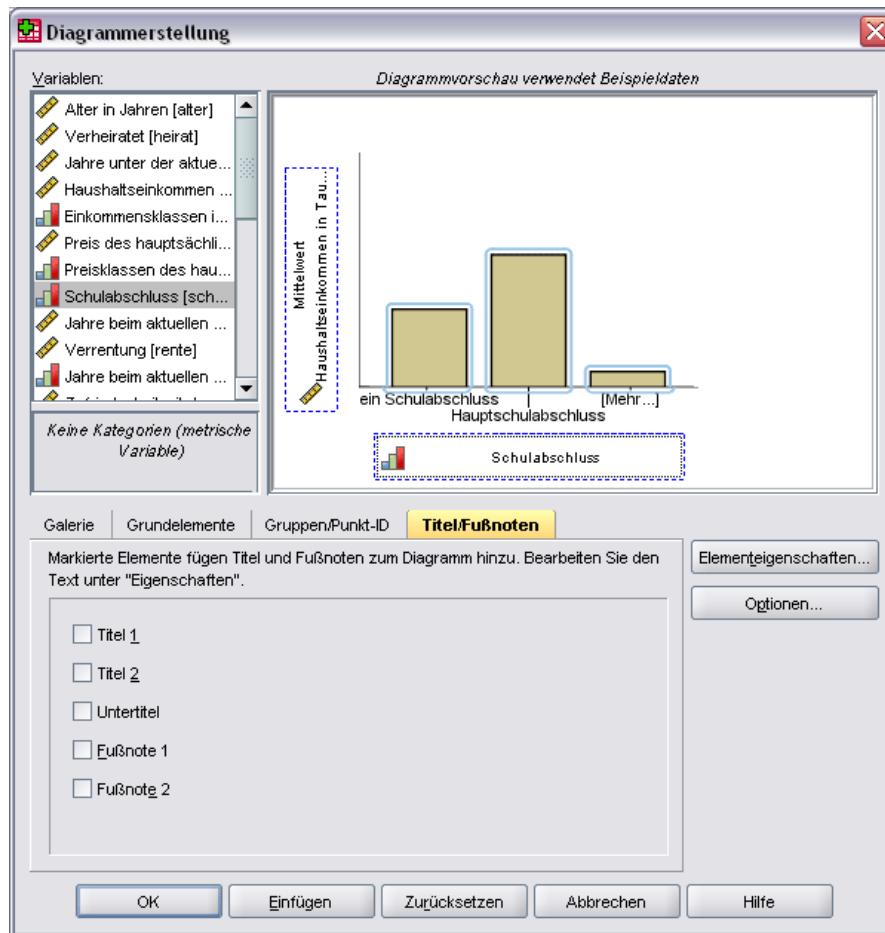 Diagrammerstellung
Variablen:
Diagrammvorschau verwendet Beispieldaten
Alter in Jahren [alter]
Verheiratet [heirat]
Jahre unter der aktue...
Haushaltseinkommen ...
Einkommensklassen i...
Preis des hauptsächli...
Preisklassen des hau...
Schulabschluss [sch...
Jahre beim aktuellen ...
Verrentung [rente]
Jahre beim aktuellen ...
Keine Kategorien (metrische
Variable)
Mittelwert
Haushaltseinkommen in Tau...
ein Schulabschluss
Hauptschulabschluss
[Mehr...]
Schulabschluss
Galerie
Grundelemente
Gruppen/Punkt-ID
Titel/Fußnoten
Markierte Elemente fügen Titel und Fußnoten zum Diagramm hinzu. Bearbeiten Sie den
Text unter "Eigenschaften".
Titel 1
Titel 2
Untertitel
Fußnote 1
Fußnote 2
Elementeigenschaften...
Optionen...
OK
Einfügen
Zurücksetzen
Abbrechen
Hilfe